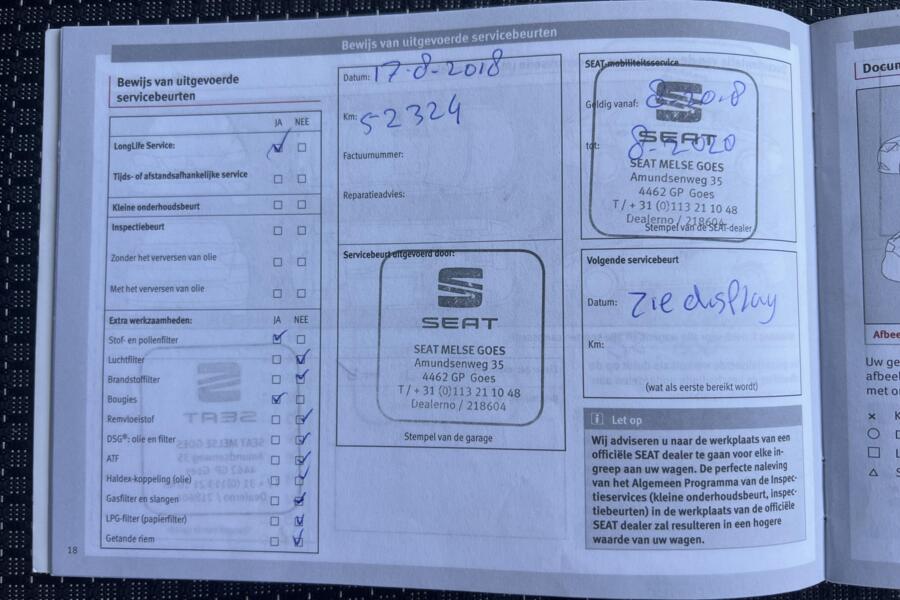 Bewijs van uitgevoerde servicebeurten
Bewijs van uitgevoerde
servicebeurten
JA NEE
LongLife Service:
Tijds- of afstandsafhankelijke service
Kleine onderhoudsbeurt
Inspectiebeurt
Zonder het verversen van olie
Met het verversen van olie
Extra werkzaamheden: JA NEE
Stof- en pollenfilter
Luchtfilter
Brandstoffilter
Bougies
Remvloeistof
DSG®: olie en filter
ATF
Haldex-koppeling (olie)
Gasfilter en slangen
LPG-filter (papierfilter)
Getande riem
18
Datum: 17-8-2018
Km: 52324
Factuurnummer:
Reparatieadvies:
Servicebeurt uitgevoerd door:
SEAT
SEAT MELSE GOES
Amundsenweg 35
4462 GP Goes
T / + 31 (0)113 21 10 48
Dealerno / 218604
Stempel van de garage
SEAT-mobiliteitsservice
Geldig vanaf:
tot: 8-2020
SEAT
SEAT MELSE GOES
Amundsenweg 35
4462 GP Goes
T / + 31 (0)113 21 10 48
Dealerno / 218604
Stempel van de SEAT-dealer
Volgende servicebeurt
Datum: zie display
Km:
(wat als eerste bereikt wordt)
i Let op
Wij adviseren u naar de werkplaats van een
officiële SEAT dealer te gaan voor elke in-
greep aan uw wagen. De perfecte naleving
van het Algemeen Programma van de Inspec-
tieservices (kleine onderhoudsbeurt, inspec-
tiebeurten) in de werkplaats van de officiële
SEAT dealer zal resulteren in een hogere
waarde van uw wagen.
Docum
Afbee
Uw ge
afbeel
met o